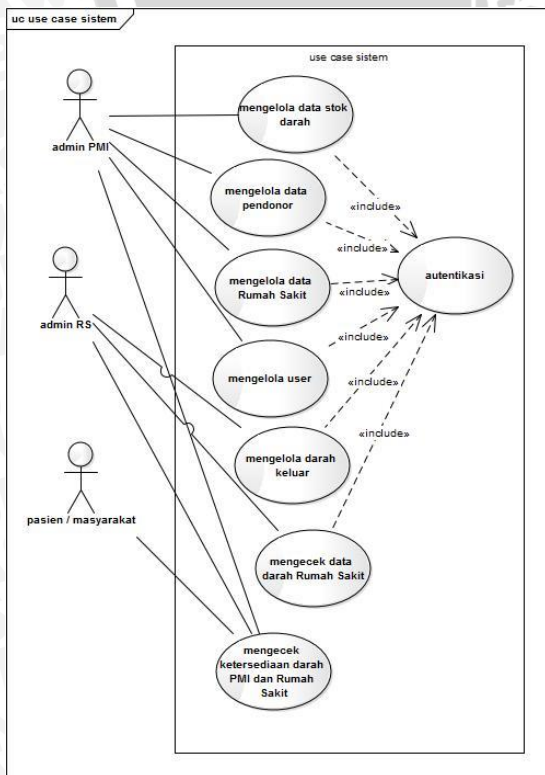 uc use case sistem
use case sistem
admin PMI
mengelola data stok
darah
mengelola data
pendonor
«include»
«include»
autentikasi
mengelola data
Rumah Sakit
«include»
admin RS
mengelola user
«include»
«include»
mengelola darah
keluar
«include»
pasien / masyarakat
mengecek data
darah Rumah Sakit
mengecek
ketersediaan darah
PMI dan Rumah
Sakit